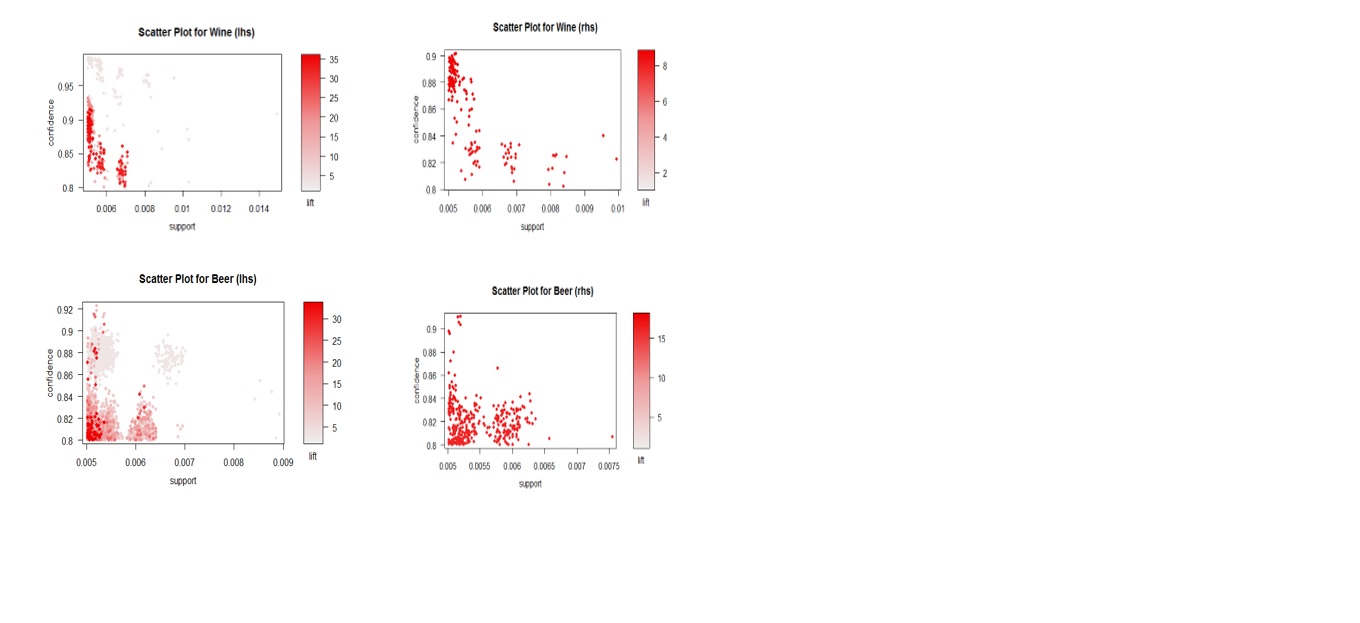 Scatter Plot for Wine (lhs)
confidence
0.95
0.9
0.85
0.8
0.006 0.008 0.01 0.012 0.014
support
35
30
25
20
15
10
5
lift
Scatter Plot for Wine (rhs)
confidence
0.9
0.88
0.86
0.84
0.82
0.8
0.005 0.006 0.007 0.008 0.009 0.01
support
8
6
4
2
lift
Scatter Plot for Beer (lhs)
confidence
0.92
0.9
0.88
0.86
0.84
0.82
0.8
0.005 0.006 0.007 0.008 0.009
support
30
25
20
15
10
5
lift
Scatter Plot for Beer (rhs)
confidence
0.9
0.88
0.86
0.84
0.82
0.8
0.005 0.0055 0.006 0.0065 0.007 0.0075
support
15
10
5
lift